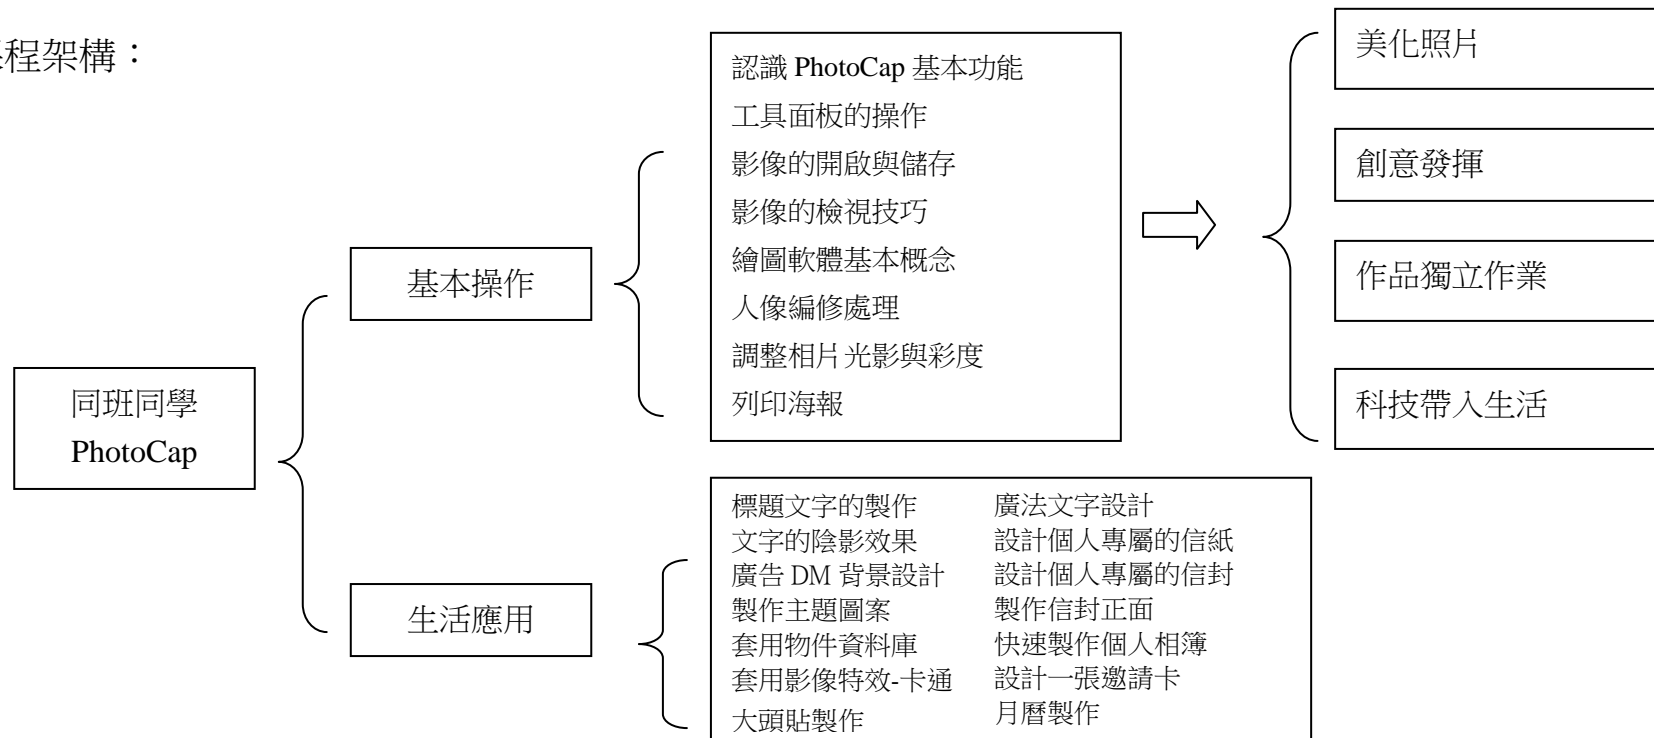 程架構：
同班同學
PhotoCap
基本操作
認識 PhotoCap 基本功能
工具面板的操作
影像的開啟與儲存
影像的檢視技巧
繪圖軟體基本概念
人像編修處理
調整相片光影與彩度
列印海報
生活應用
標題文字的製作
文字的陰影效果
廣告 DM 背景設計
製作主題圖案
套用物件資料庫
套用影像特效-卡通
大頭貼製作
廣法文字設計
設計個人專屬的信紙
設計個人專屬的信封
製作信封正面
快速製作個人相簿
設計一張邀請卡
月曆製作
美化照片
創意發揮
作品獨立作業
科技帶入生活